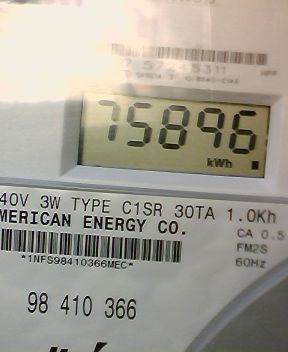 75896
kWh
40V 3W TYPE C1SR 30TA 1.0Kh
MERICAN ENERGY CO.
CA 0.5
*1NFS98410366MEC*
FM2S
60Hz
98 410 366